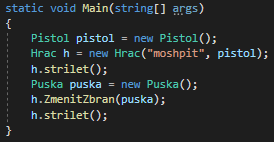 static void Main(string[] args)
{
Pistol pistol = new Pistol();
Hrac h = new Hrac("moshpit", pistol);
h.strilet();
Puska puska = new Puska();
h.ZmenitZbran(puska);
h.strilet();
}